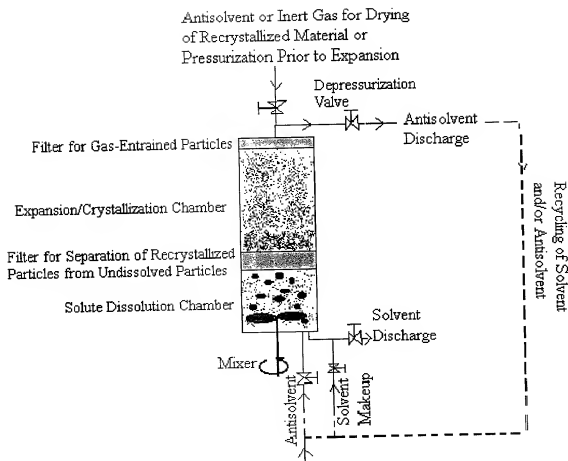 Antisolvent or Inert Gas for Drying
of Recrystallized Material or
Pressurization Prior to Expansion
Depressurization
Valve
Antisolvent
Discharge
Filter for Gas-Entrained Particles
Expansion/Crystallization Chamber
Filter for Separation of Recrystallized
Particles from Undissolved Particles
Solute Dissolution Chamber
Solvent
Discharge
Mixer
Antisolvent
Solvent
Makeup
Recycling of Solvent
and/or Antisolvent